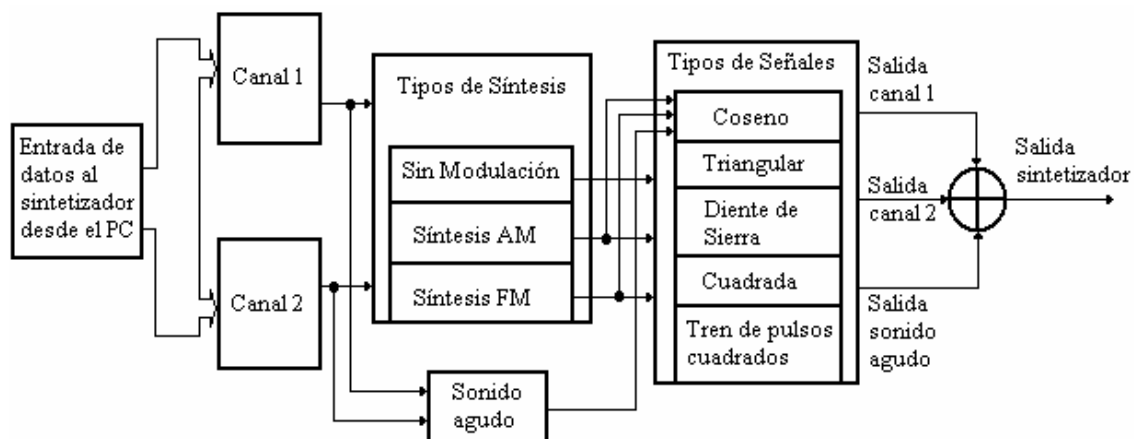 Entrada de
datos al
sintetizador
desde el PC
Canal 1
Canal 2
Tipos de Síntesis
Sin Modulación
Síntesis AM
Síntesis FM
Sonido
agudo
Tipos de Señales
Coseno
Triangular
Diente de
Sierra
Cuadrada
Tren de pulsos
cuadrados
Salida
canal 1
Salida
canal 2
Salida
sonido
agudo
Salida
sintetizador